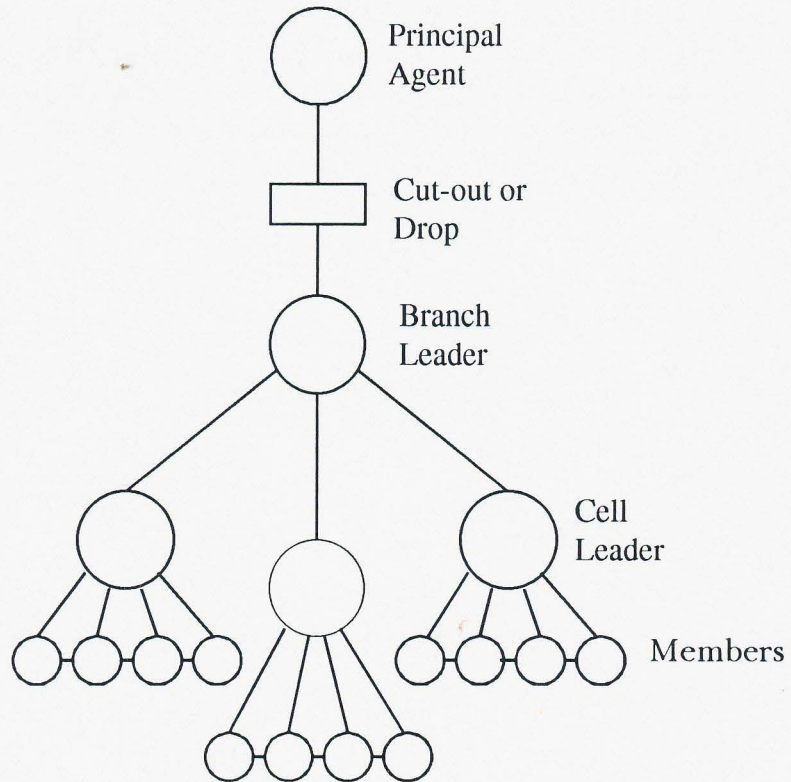 Principal
Agent
Cut-out or
Drop
Branch
Leader
Cell
Leader
Members